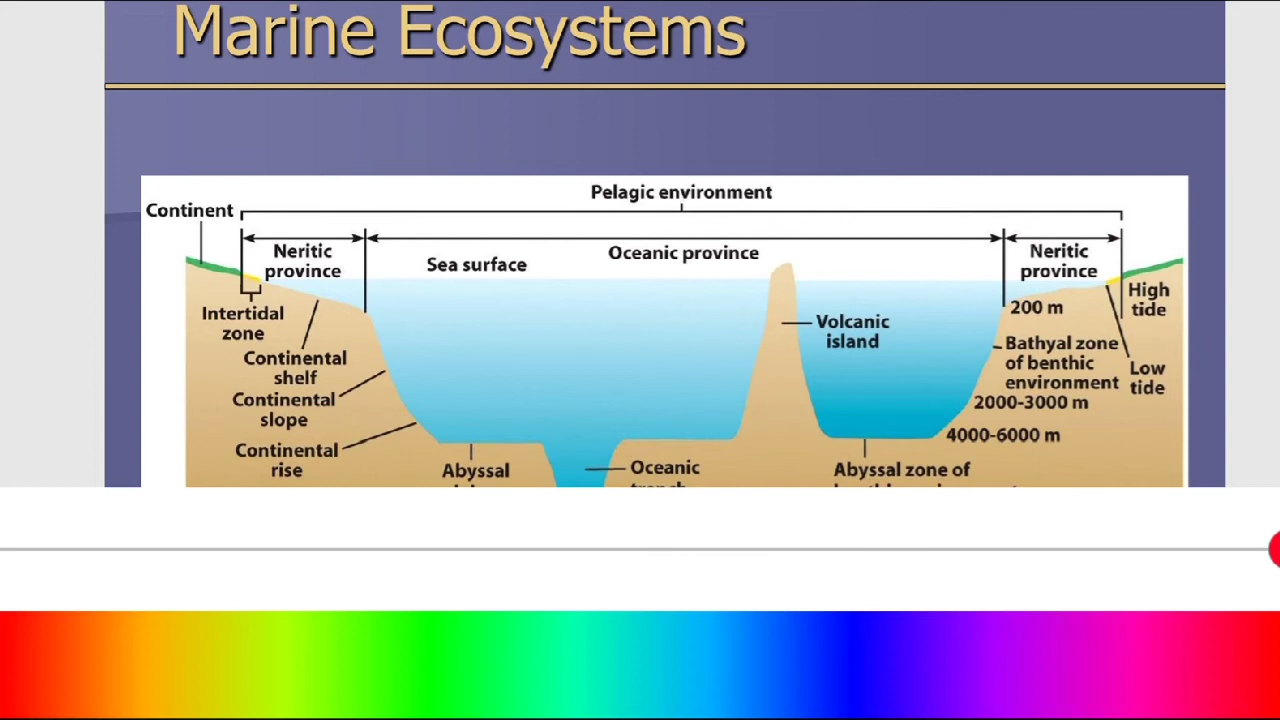 Marine Ecosystems
Pelagic environment
Continent
Neritic
province
Oceanic province
Neritic
province
Sea surface
Intertidal
zone
High
tide
200 m
Volcanic
island
Continental
shelf
Bathyal zone
of benthic
environment
Low
tide
Continental
slope
2000-3000 m
4000-6000 m
Continental
rise
Abyssal
Oceanic
Abyssal zone of